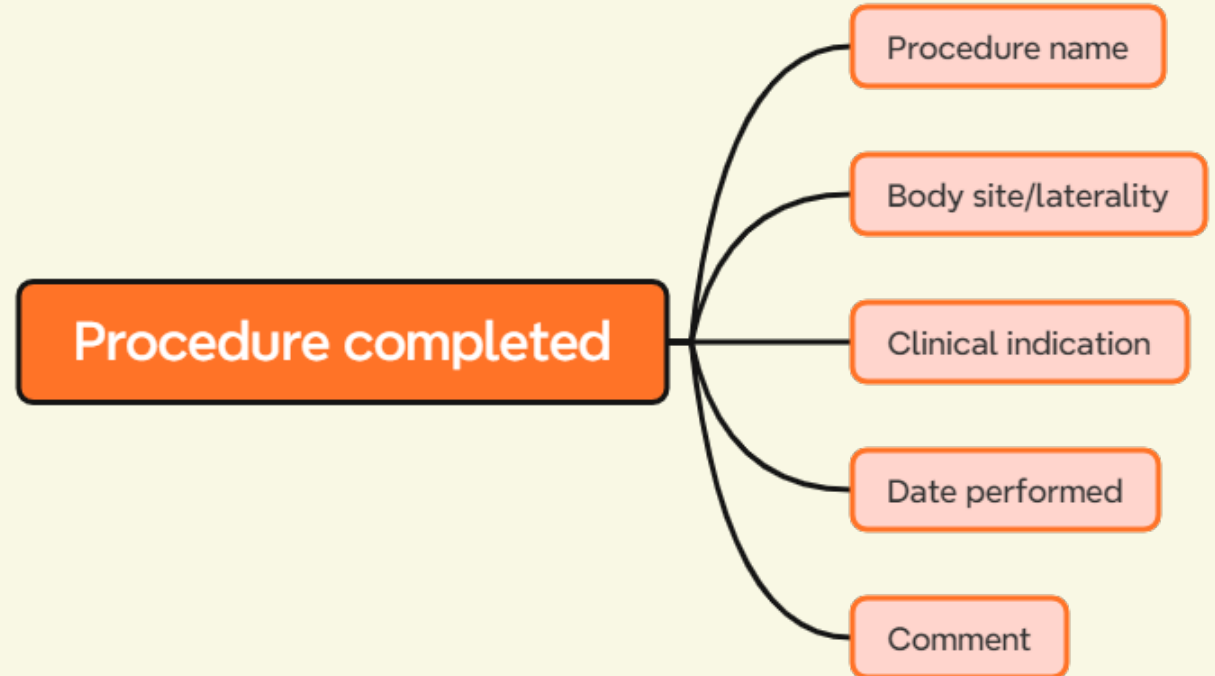 Procedure completed
Procedure name
Body site/laterality
Clinical indication
Date performed
Comment